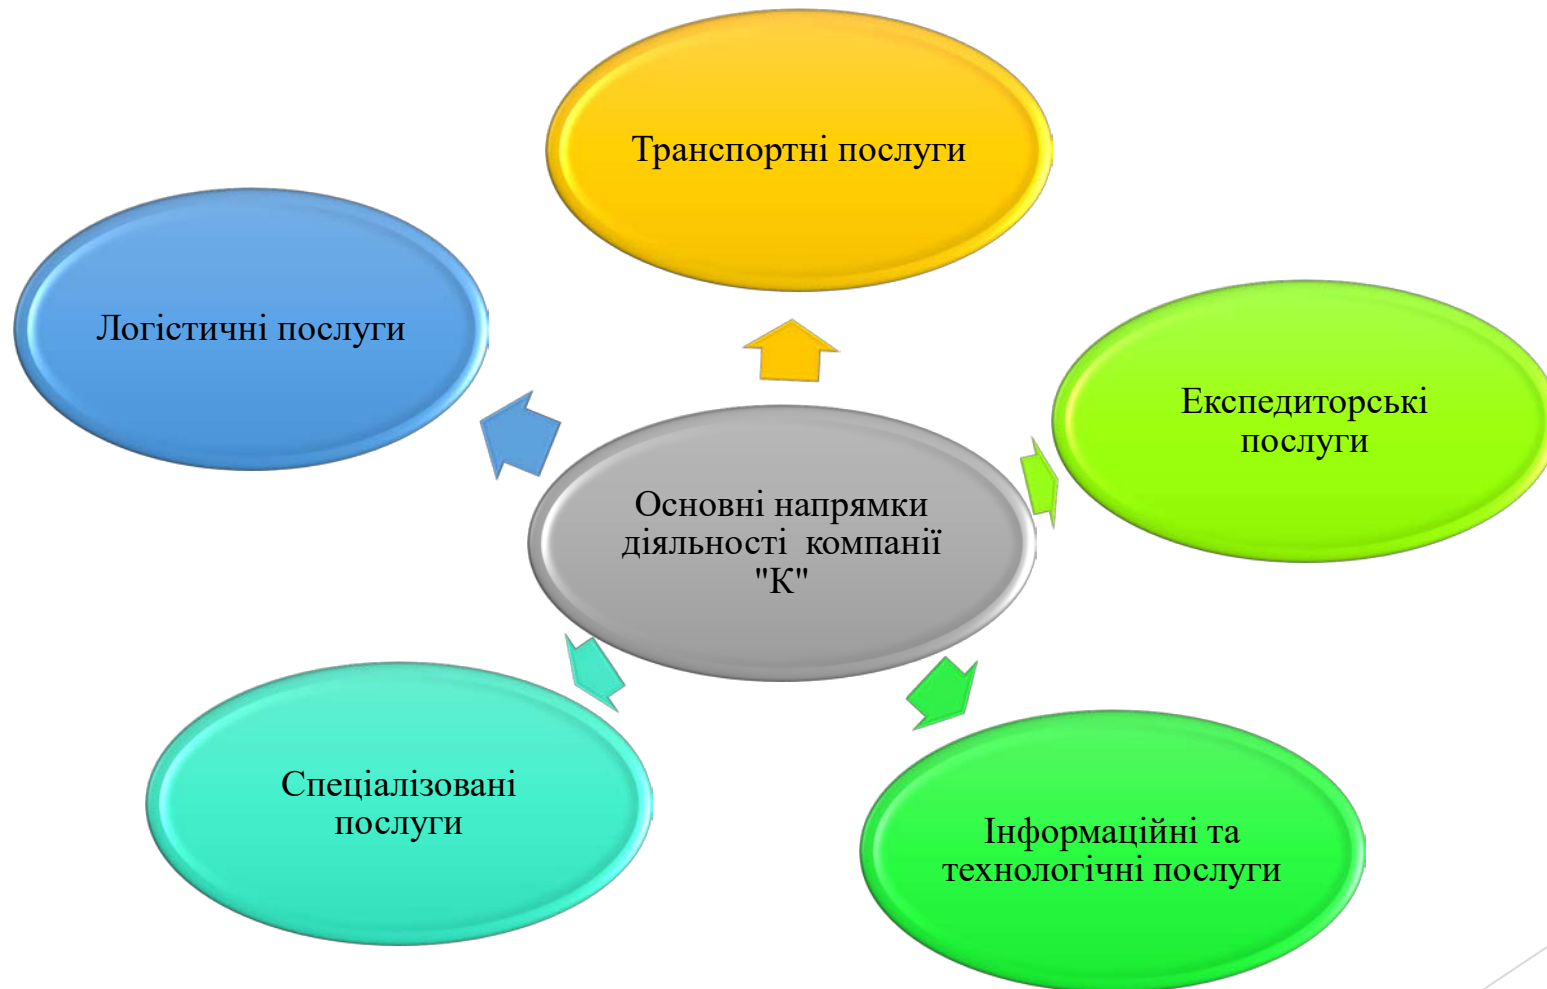 Транспортні послуги
Логістичні послуги
Експедиторські
послуги
Основні напрямки
діяльності  компанії
"К"
Спеціалізовані
послуги
Інформаційні та
технологічні послуги